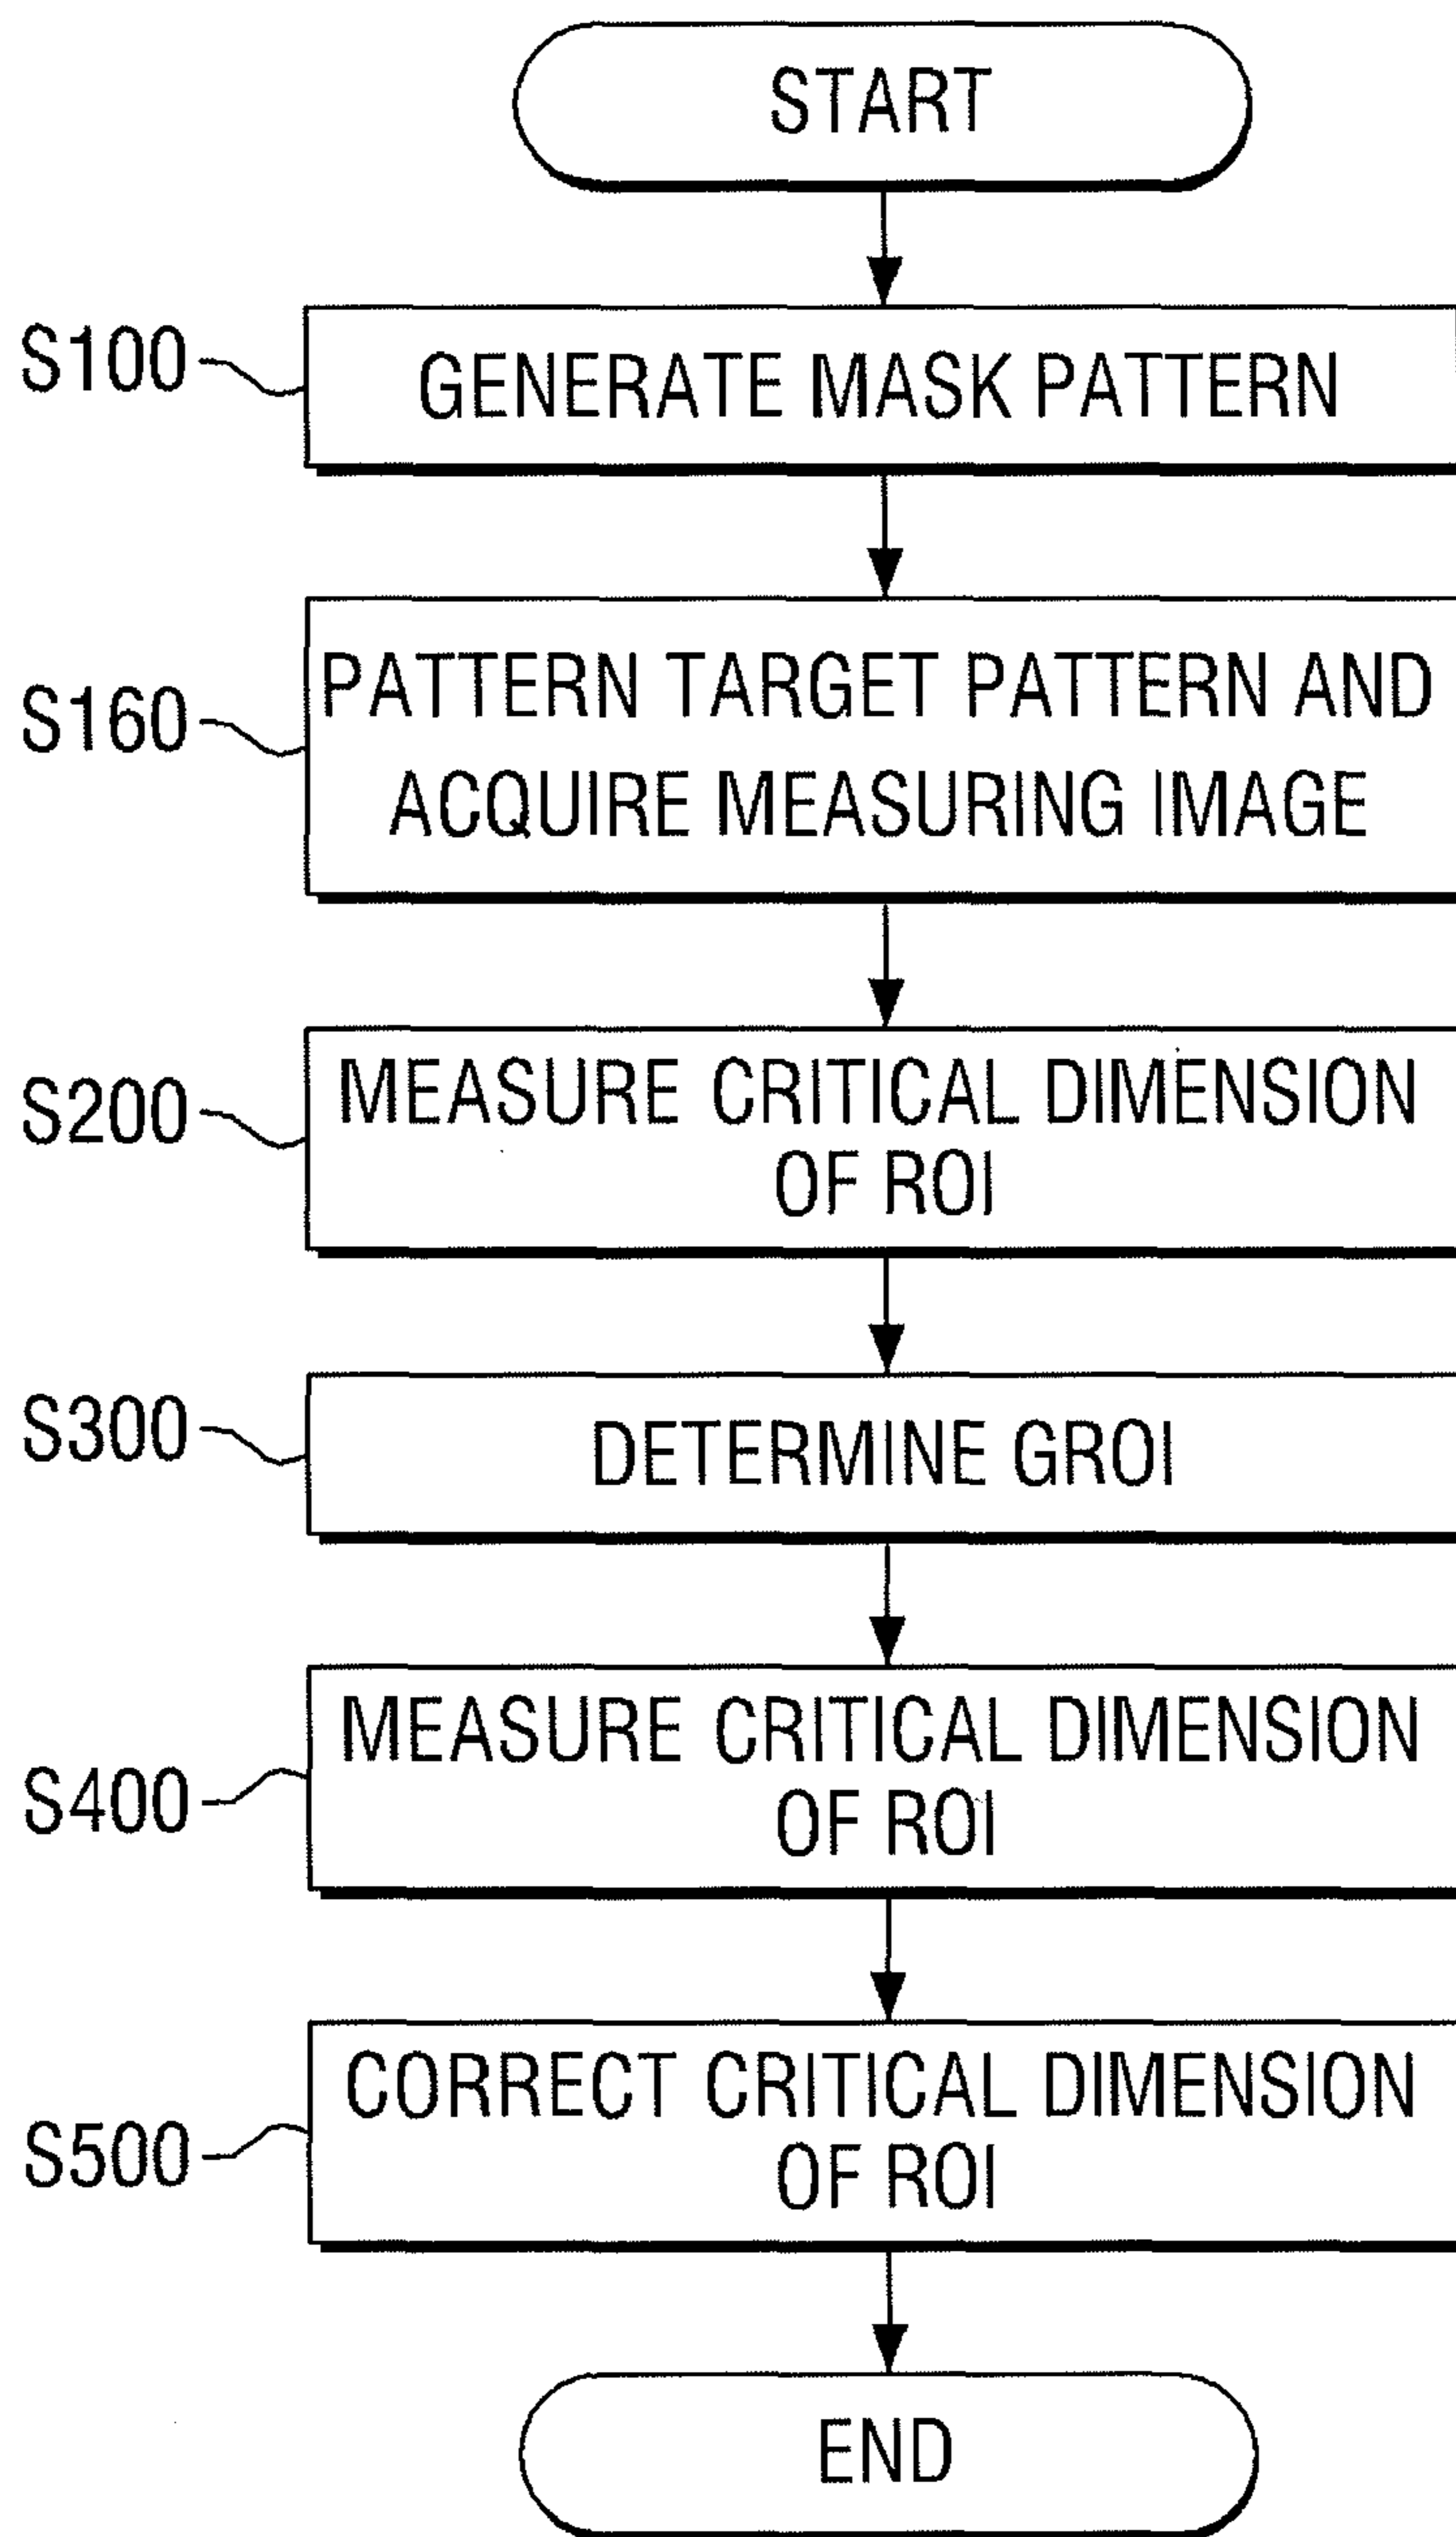 START
S100
GENERATE MASK PATTERN
S160
PATTERN TARGET PATTERN AND
ACQUIRE MEASURING IMAGE
S200
MEASURE CRITICAL DIMENSION
OF ROI
S300
DETERMINE GROI
S400
MEASURE CRITICAL DIMENSION
OF ROI
S500
CORRECT CRITICAL DIMENSION
OF ROI
END